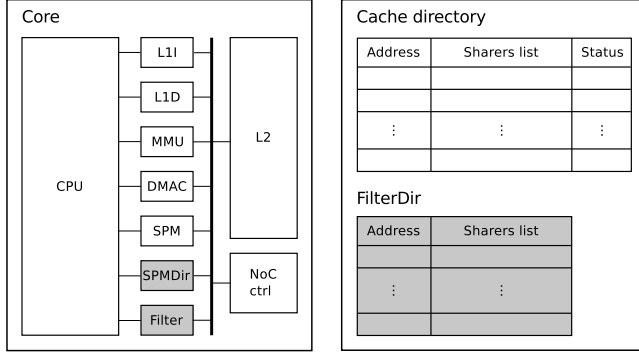 Core
CPU
L1I
L1D
MMU
DMAC
SPM
SPMDir
Filter
L2
NoC
ctrl
Cache directory
Address Sharers list Status
⋮ ⋮ ⋮
FilterDir
Address Sharers list
⋮ ⋮